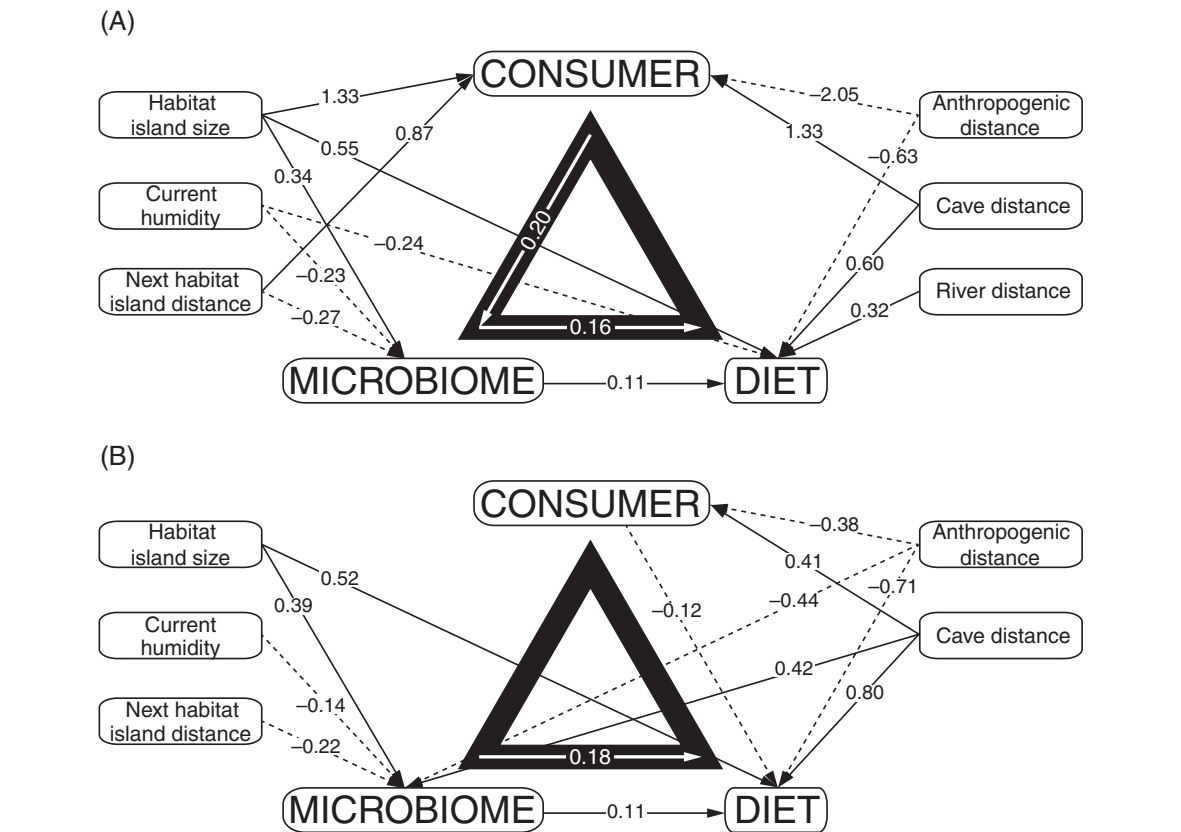 (A)
CONSUMER
Habitat
island size
1.33
–2.05
Anthropogenic
distance
0.87
1.33
0.55
–0.63
0.34
Current
humidity
Cave distance
0.20
–0.24
–0.23
0.60
Next habitat
island distance
River distance
–0.27
0.32
0.16
MICROBIOME
0.11
DIET
(B)
CONSUMER
Habitat
island size
–0.38
Anthropogenic
distance
0.52
0.41
–0.71
0.39
–0.44
–0.12
Current
humidity
Cave distance
0.42
–0.14
0.80
Next habitat
island distance
–0.22
0.18
MICROBIOME
0.11
DIET